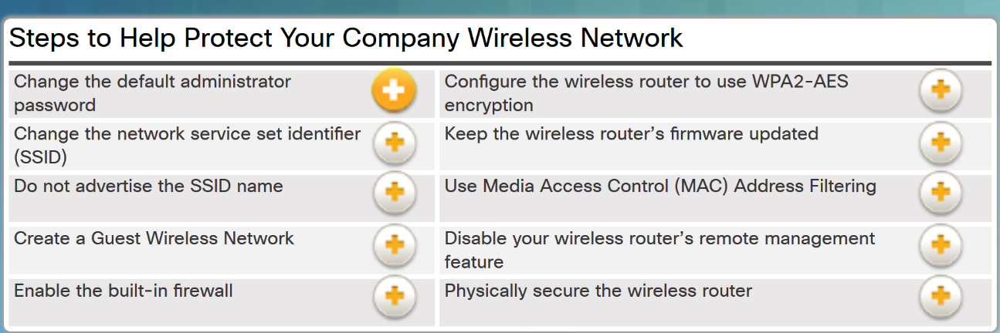 Steps to Help Protect Your Company Wireless Network
Change the default administrator
password
Change the network service set identifier
(SSID)
Do not advertise the SSID name
Create a Guest Wireless Network
Enable the built-in firewall
Configure the wireless router to use WPA2-AES
encryption
Keep the wireless router’s firmware updated
Use Media Access Control (MAC) Address Filtering
Disable your wireless router’s remote management
feature
Physically secure the wireless router